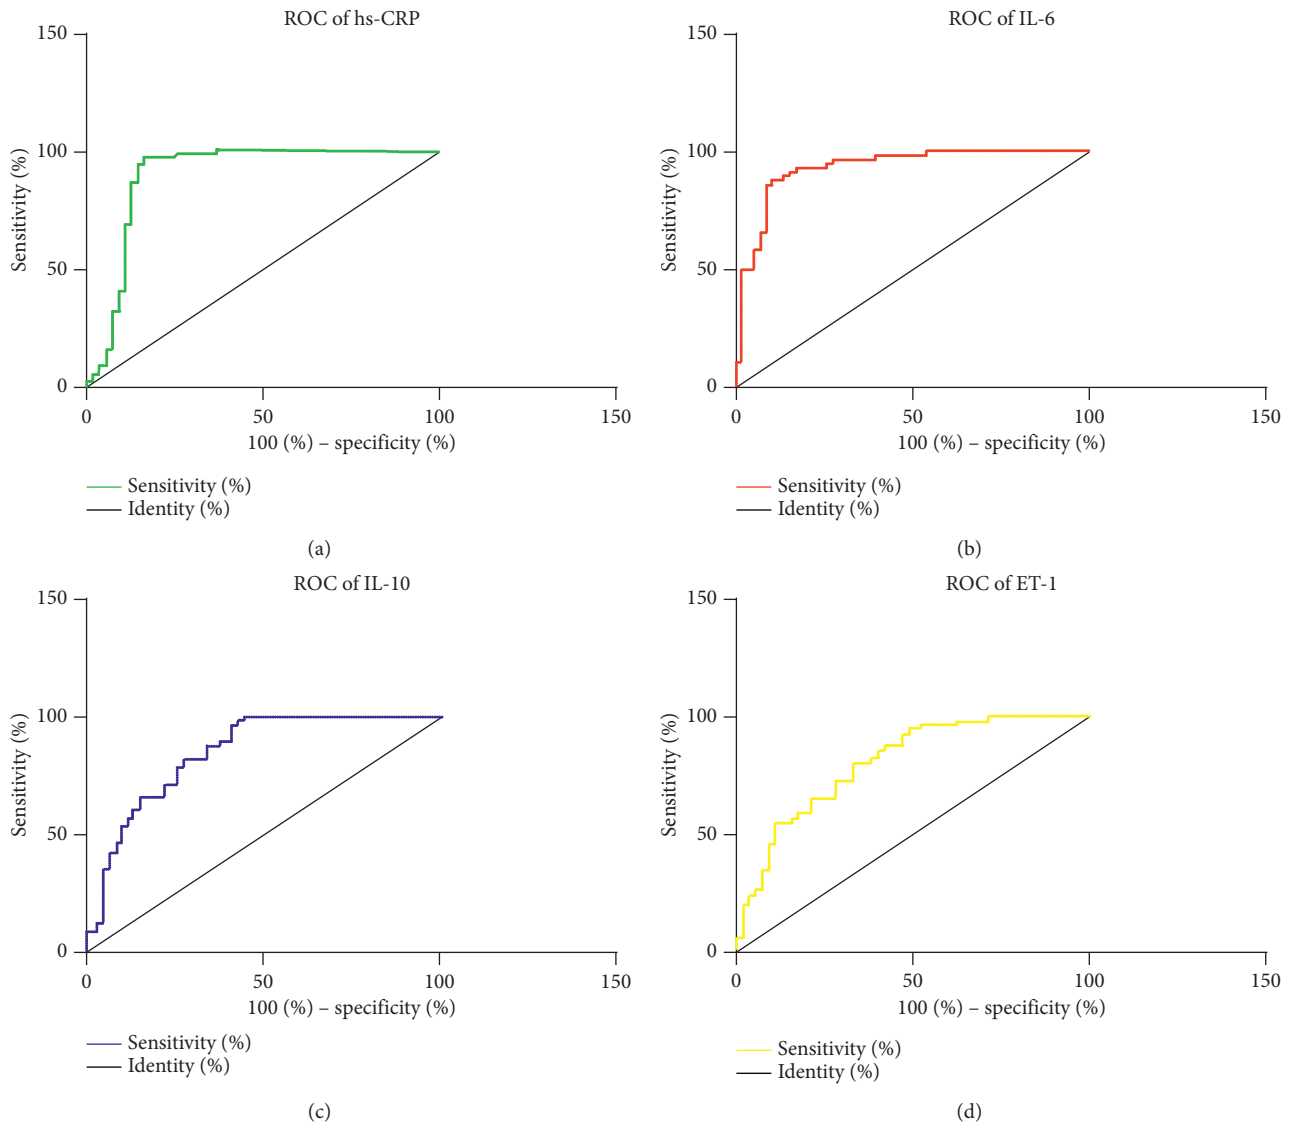 ROC of hs-CRP
150
100
50
0
Sensitivity (%)
0 50 100 150
100 (%) – specificity (%)
Sensitivity (%)
Identity (%)
(a)
ROC of IL-6
150
100
50
0
Sensitivity (%)
0 50 100 150
100 (%) – specificity (%)
Sensitivity (%)
Identity (%)
(b)
ROC of IL-10
150
100
50
0
Sensitivity (%)
0 50 100 150
100 (%) – specificity (%)
Sensitivity (%)
Identity (%)
(c)
ROC of ET-1
150
100
50
0
Sensitivity (%)
0 50 100 150
100 (%) – specificity (%)
Sensitivity (%)
Identity (%)
(d)